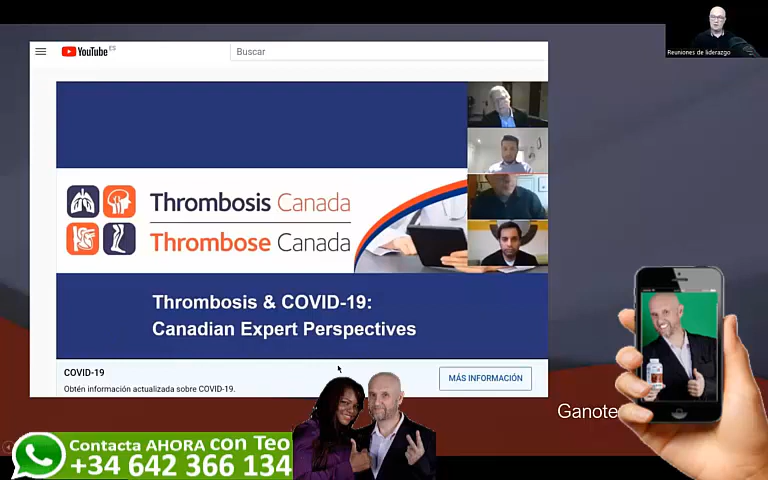 YouTube ES
Buscar
Reuniones de liderazgo
Thrombosis Canada
Thrombose Canada
Thrombosis & COVID-19:
Canadian Expert Perspectives
COVID-19
Obtén información actualizada sobre COVID-19.
MÁS INFORMACIÓN
Ganote
Contacta AHORA con Teo
+34 642 366 134